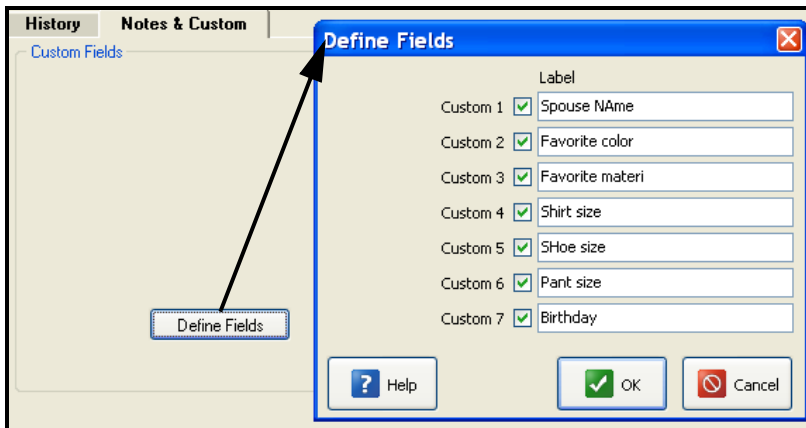 History Notes & Custom
Custom Fields
Define Fields
Define Fields
Label
Custom 1 Spouse NAme
Custom 2 Favorite color
Custom 3 Favorite materi
Custom 4 Shirt size
Custom 5 SHoe size
Custom 6 Pant size
Custom 7 Birthday
? Help OK Cancel